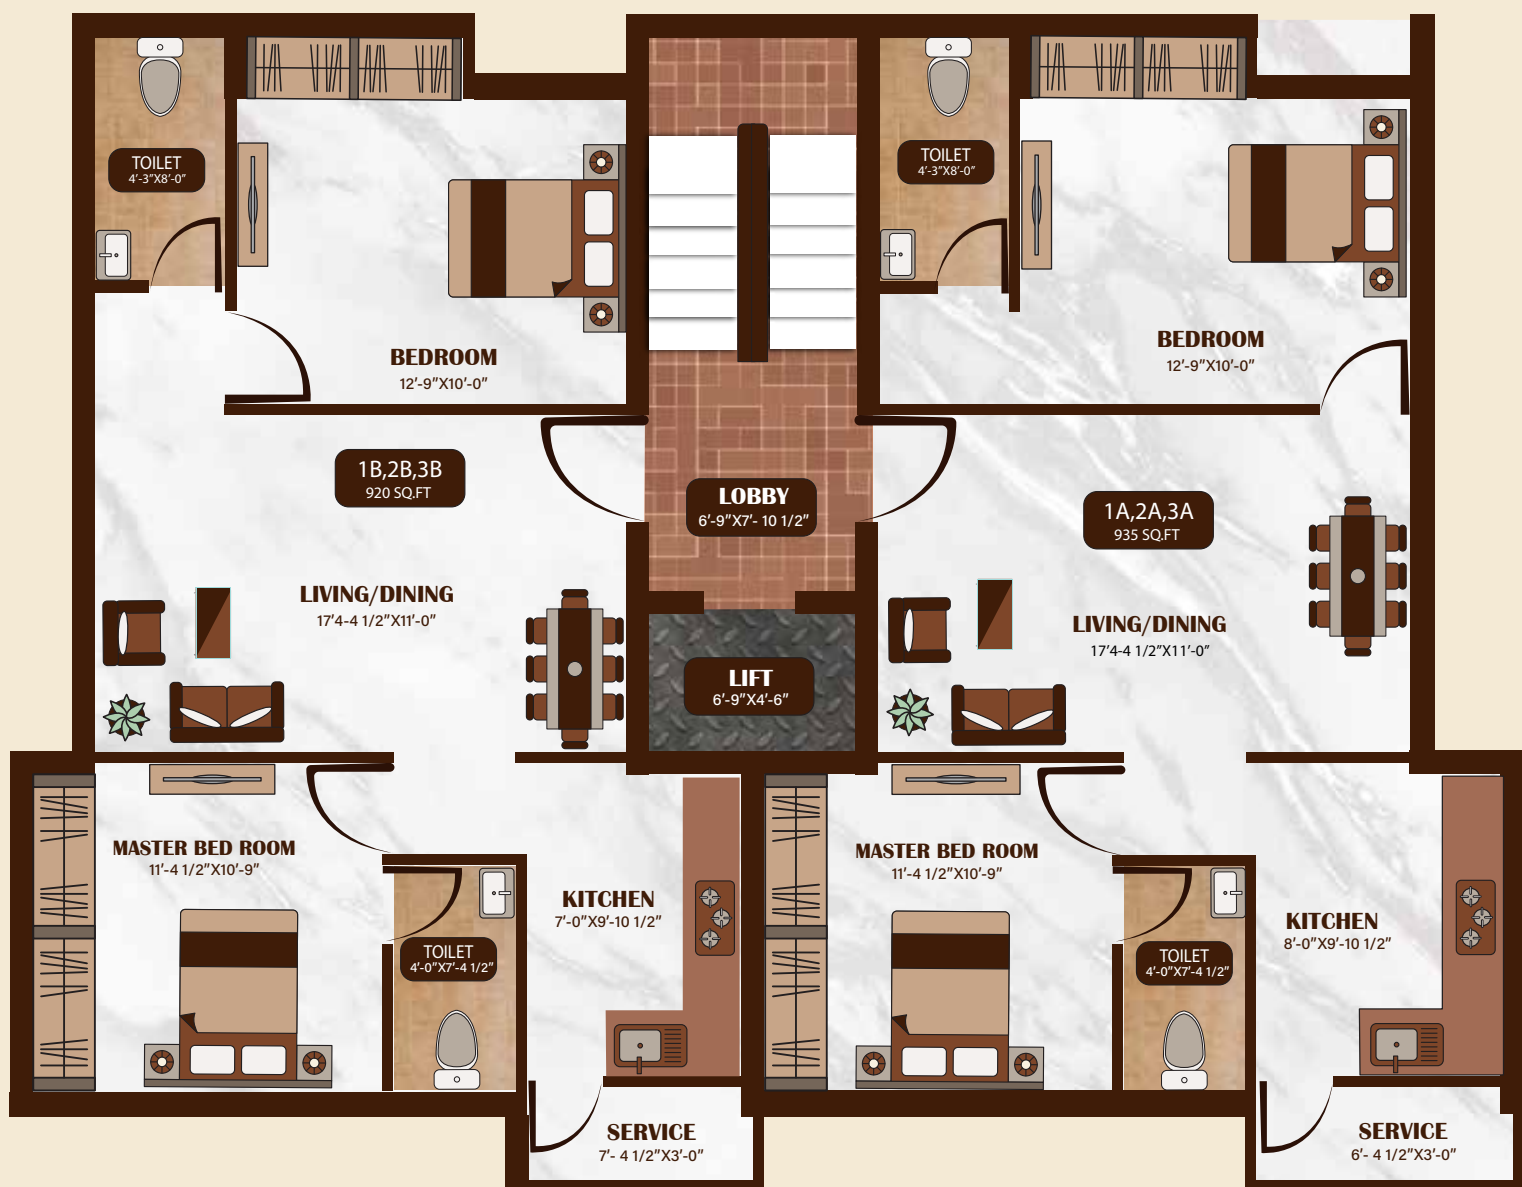 TOILET
4'-3"X8'-0"
BEDROOM
12'-9"X10'-0"
1B,2B,3B
920 SQ.FT
LIVING/DINING
17'4-4 1/2"X11'-0"
MASTER BED ROOM
11'-4 1/2"X10'-9"
TOILET
4'-0"X7'-4 1/2"
KITCHEN
7'-0"X9'-10 1/2"
SERVICE
7'- 4 1/2"X3'-0"
LOBBY
6'-9"X7'- 10 1/2"
LIFT
6'-9"X4'-6"
TOILET
4'-3"X8'-0"
BEDROOM
12'-9"X10'-0"
1A,2A,3A
935 SQ.FT
LIVING/DINING
17'4-4 1/2"X11'-0"
MASTER BED ROOM
11'-4 1/2"X10'-9"
TOILET
4'-0"X7'-4 1/2"
KITCHEN
8'-0"X9'-10 1/2"
SERVICE
6'- 4 1/2"X3'-0"